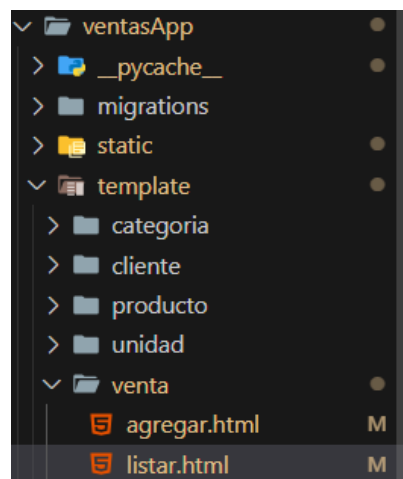 ventasApp
__pycache__
migrations
static
template
categoria
cliente
producto
unidad
venta
agregar.html M
listar.html M